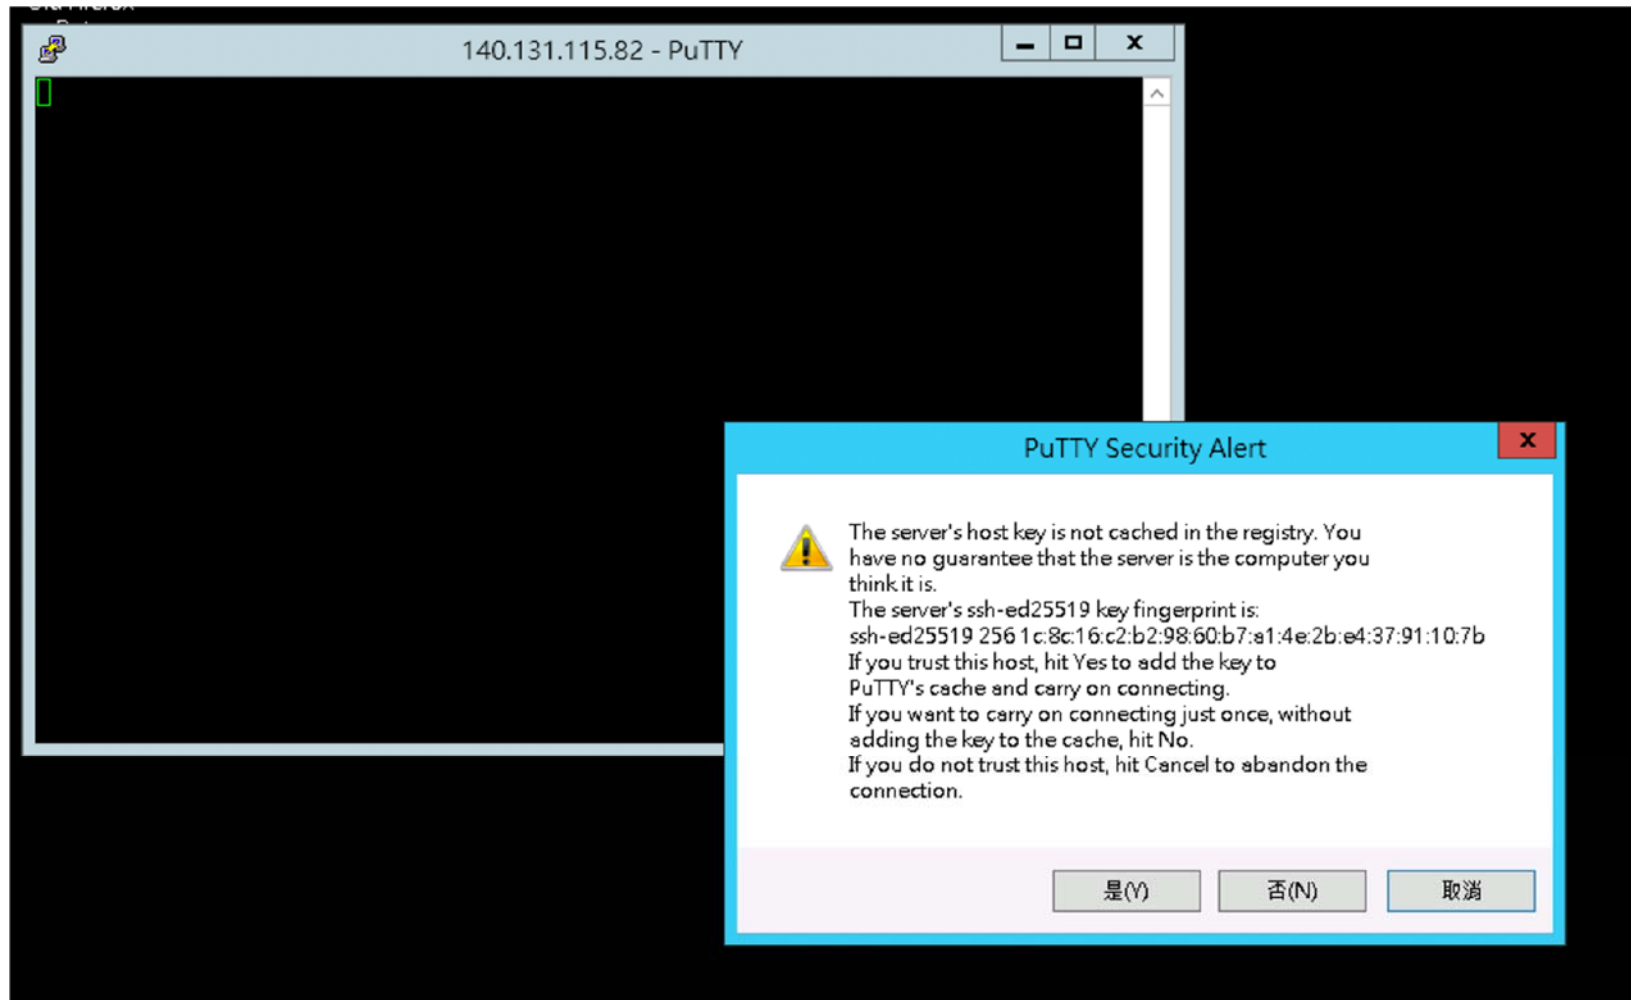 140.131.115.82 - PuTTY
PuTTY Security Alert
The server's host key is not cached in the registry. You
have no guarantee that the server is the computer you
think it is.
The server's ssh-ed25519 key fingerprint is:
ssh-ed25519 256 1c:8c:16:c2:b2:98:60:b7:a1:4e:2b:e4:37:91:10:7b
If you trust this host, hit Yes to add the key to
PuTTY's cache and carry on connecting.
If you want to carry on connecting just once, without
adding the key to the cache, hit No.
If you do not trust this host, hit Cancel to abandon the
connection.
是(Y)
否(N)
取消